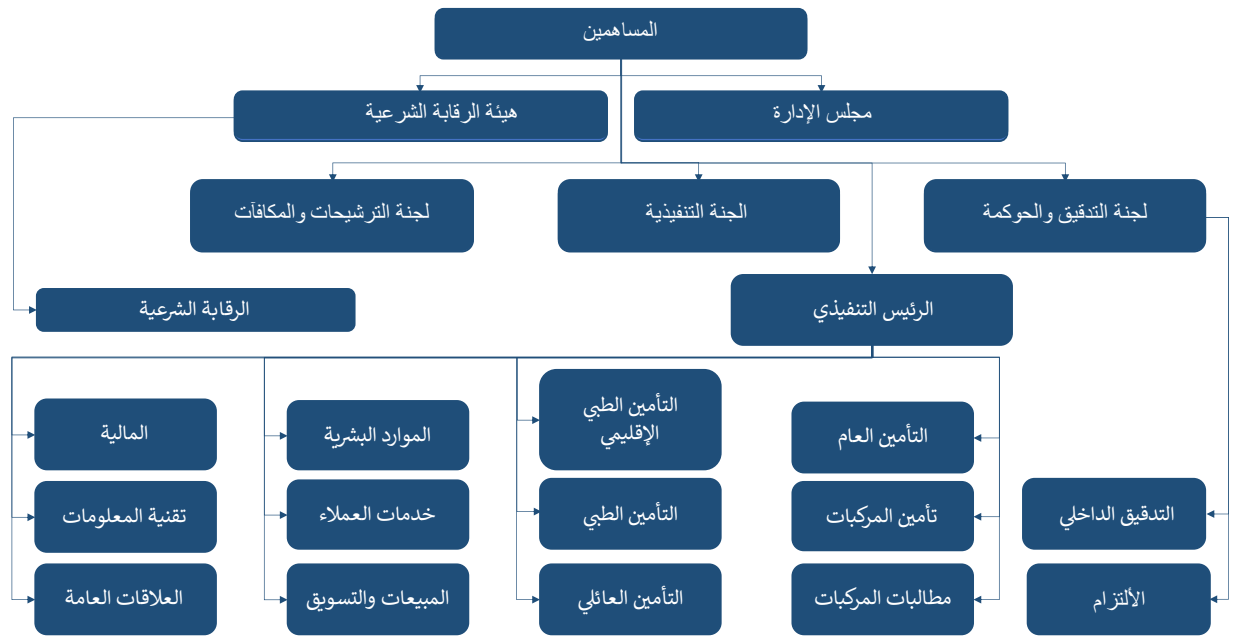 المساهمين
مجلس الإدارة
هيئة الرقابة الشرعية
لجنة التدقيق والحوكمة
الجنة التنفيذية
لجنة الترشيحات والمكافآت
الرئيس التنفيذي
الرقابة الشرعية
التأمين العام
التأمين الطبي
الإقليمي
الموارد البشرية
المالية
التدقيق الداخلي
تأمين المركبات
التأمين الطبي
خدمات العملاء
تقنية المعلومات
الألتزام
مطالبات المركبات
التأمين العائلي
المبيعات والتسويق
العلاقات العامة